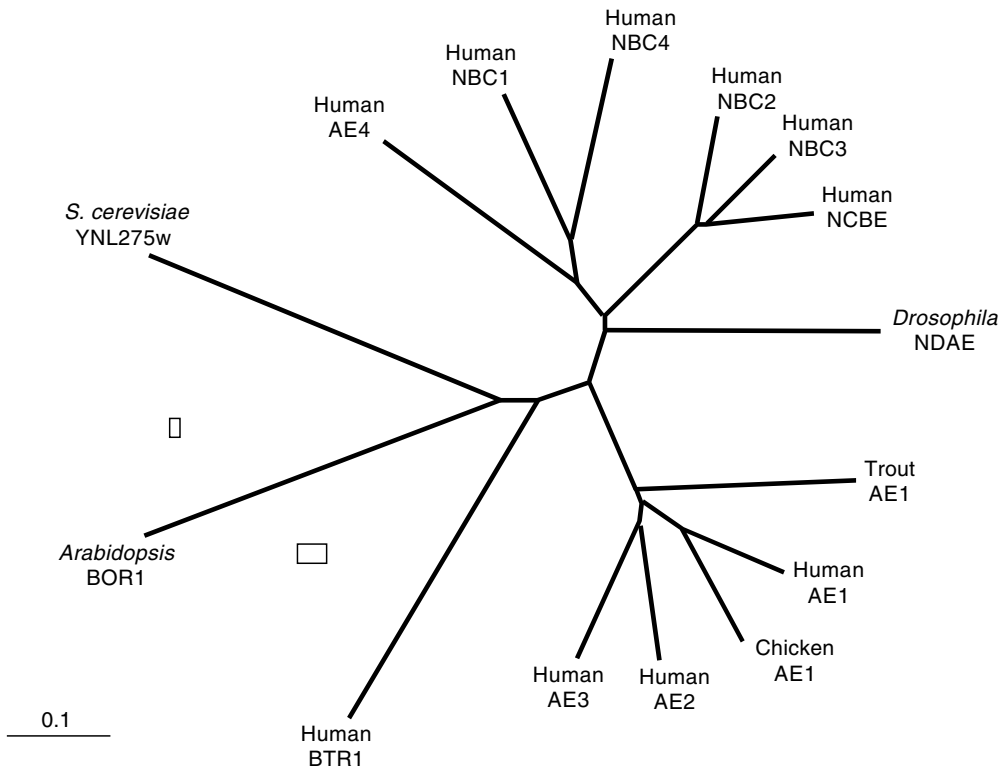 Human
NBC4
Human
NBC1
Human
NBC2
Human
AE4
Human
NBC3
Human
NCBE
S. cerevisiae
YNL275w
Drosophila
NDAE
Trout
AE1
Arabidopsis
BOR1
Human
AE1
Chicken
AE1
Human
AE3
Human
AE2
0.1
Human
BTR1